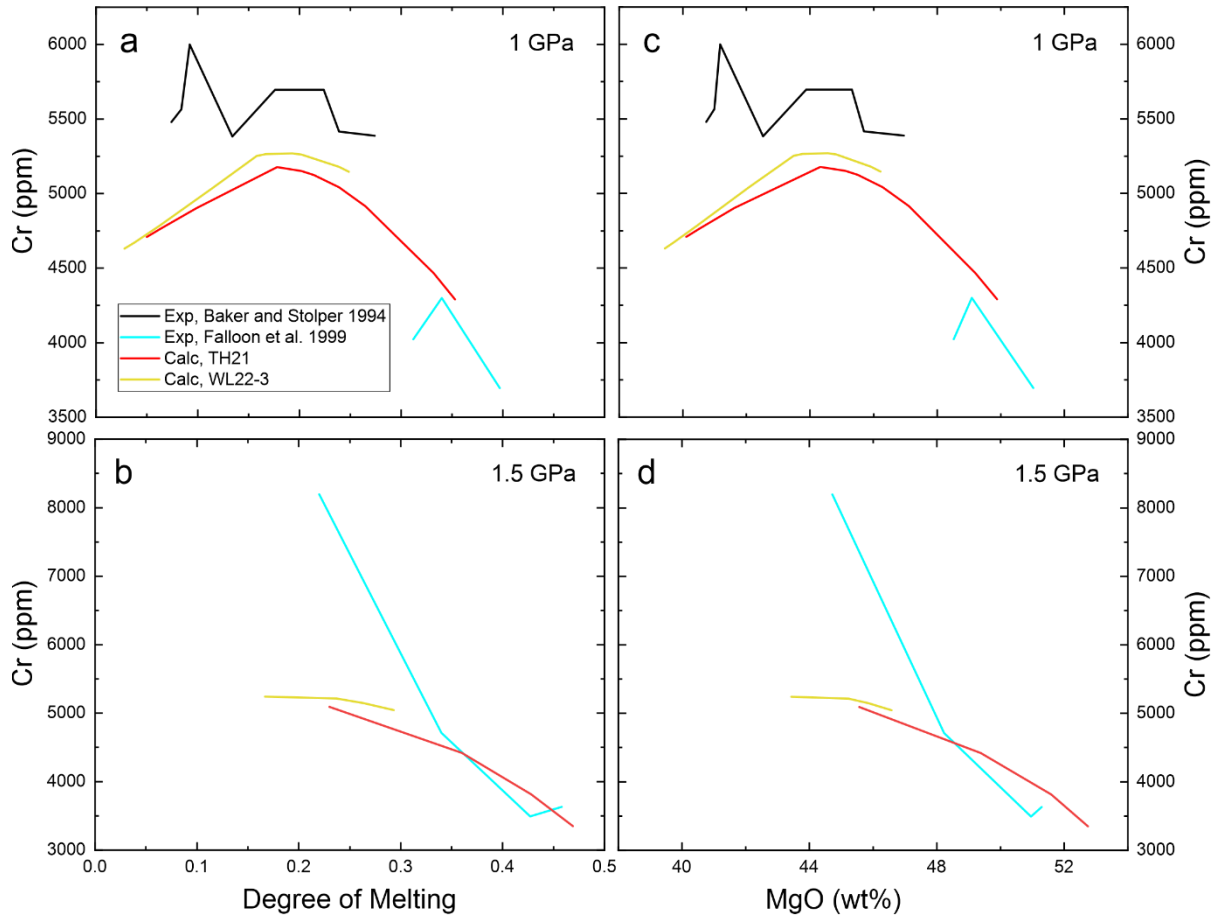 a
1 GPa
6000
5500
5000
4500
4000
3500
Cr (ppm)
Exp, Baker and Stolper 1994
Exp, Falloon et al. 1999
Calc, TH21
Calc, WL22-3
c
1 GPa
6000
5500
5000
4500
4000
3500
Cr (ppm)
b
1.5 GPa
9000
8000
7000
6000
5000
4000
3000
Cr (ppm)
0.0 0.1 0.2 0.3 0.4 0.5
Degree of Melting
d
1.5 GPa
9000
8000
7000
6000
5000
4000
3000
Cr (ppm)
40 44 48 52
MgO (wt%)